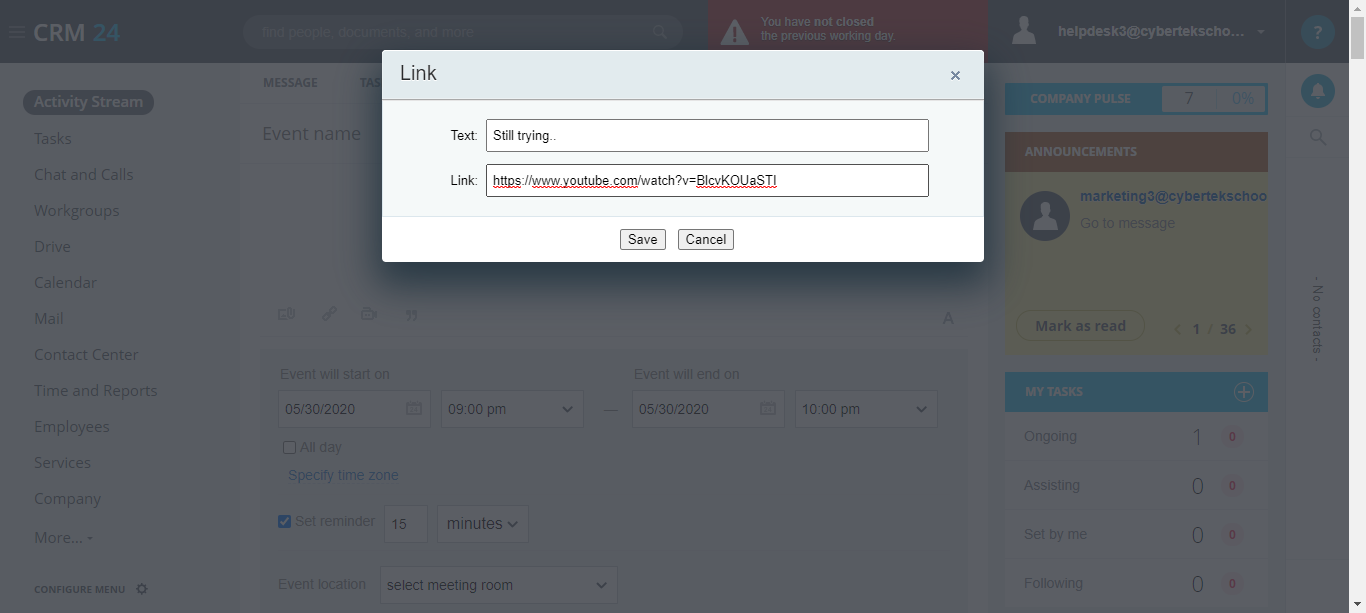 CRM 24
find people, documents, and more
You have not closed
the previous working day.
helpdesk3@cybertekscho...
?
Link
×
Text: Still trying..
Link: https://www.youtube.com/watch?v=BlcvKOUaSTI
Save Cancel
Activity Stream
Tasks
Chat and Calls
Workgroups
Drive
Calendar
Mail
Contact Center
Time and Reports
Employees
Services
Company
More...
CONFIGURE MENU
MESSAGE TAS
Event name
A
Event will start on Event will end on
05/30/2020 09:00 pm — 05/30/2020 10:00 pm
All day
Specify time zone
Set reminder 15 minutes
Event location select meeting room
COMPANY PULSE 7 0%
ANNOUNCEMENTS
marketing3@cybertekschoo
Go to message
Mark as read < 1 / 36 >
MY TASKS
Ongoing 1 0
Assisting 0 0
Set by me 0 0
Following 0 0
- No contacts -